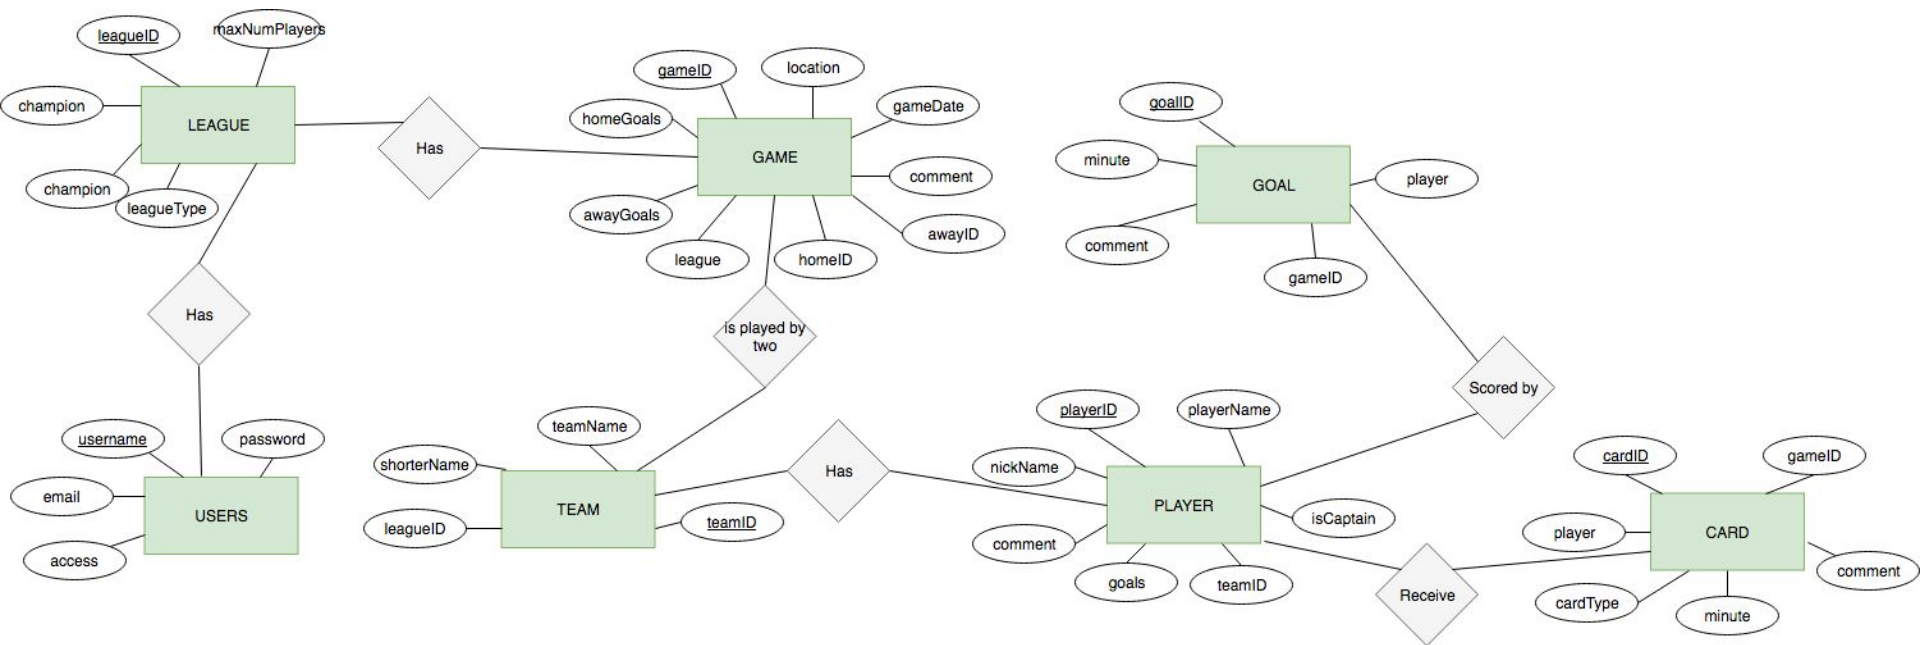 leagueID
maxNumPlayers
champion
LEAGUE
champion
leagueType
Has
gameID
location
homeGoals
gameDate
GAME
comment
awayGoals
awayID
league
homeID
goalID
minute
GOAL
player
comment
gameID
Has
is played by
two
Scored by
username
password
email
USERS
access
teamName
shorterName
TEAM
leagueID
teamID
Has
playerID
playerName
nickName
PLAYER
isCaptain
comment
goals
teamID
Receive
cardID
gameID
player
CARD
comment
cardType
minute